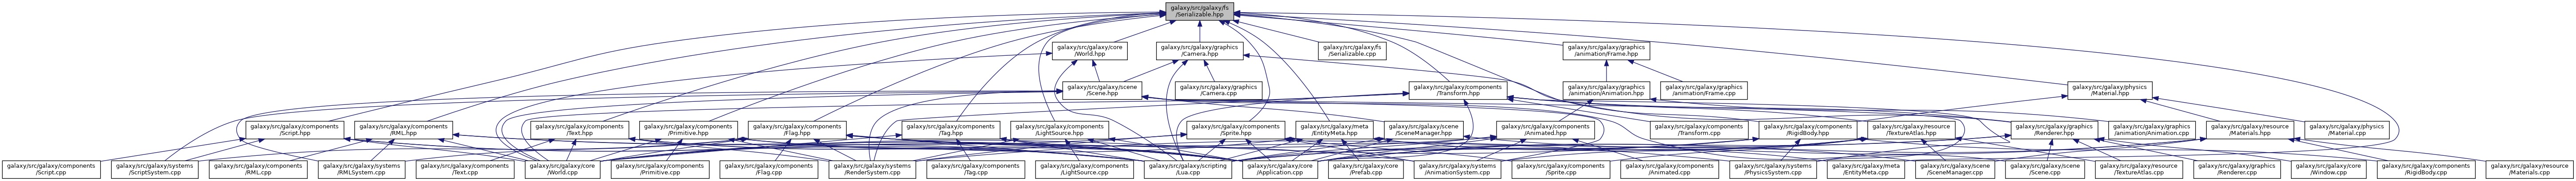 galaxy/src/galaxy/fs
/Serializable.hpp
galaxy/src/galaxy/core
/World.hpp
galaxy/src/galaxy/graphics
/Camera.hpp
galaxy/src/galaxy/fs
/Serializable.cpp
galaxy/src/galaxy/graphics
/animation/Frame.hpp
galaxy/src/galaxy/scene
/Scene.hpp
galaxy/src/galaxy/graphics
/Camera.cpp
galaxy/src/galaxy/components
/Transform.hpp
galaxy/src/galaxy/graphics
/animation/Animation.hpp
galaxy/src/galaxy/graphics
/animation/Frame.cpp
galaxy/src/galaxy/physics
/Material.hpp
galaxy/src/galaxy/components
/Script.hpp
galaxy/src/galaxy/components
/RML.hpp
galaxy/src/galaxy/components
/Text.hpp
galaxy/src/galaxy/components
/Primitive.hpp
galaxy/src/galaxy/components
/Flag.hpp
galaxy/src/galaxy/components
/Tag.hpp
galaxy/src/galaxy/components
/LightSource.hpp
galaxy/src/galaxy/components
/Sprite.hpp
galaxy/src/galaxy/meta
/EntityMeta.hpp
galaxy/src/galaxy/scene
/SceneManager.hpp
galaxy/src/galaxy/components
/Animated.hpp
galaxy/src/galaxy/components
/Transform.cpp
galaxy/src/galaxy/components
/RigidBody.hpp
galaxy/src/galaxy/resource
/TextureAtlas.hpp
galaxy/src/galaxy/graphics
/Renderer.hpp
galaxy/src/galaxy/graphics
/animation/Animation.cpp
galaxy/src/galaxy/resource
/Materials.hpp
galaxy/src/galaxy/physics
/Material.cpp
galaxy/src/galaxy/components
/Script.cpp
galaxy/src/galaxy/systems
/ScriptSystem.cpp
galaxy/src/galaxy/components
/RML.cpp
galaxy/src/galaxy/systems
/RMLSystem.cpp
galaxy/src/galaxy/components
/Text.cpp
galaxy/src/galaxy/core
/World.cpp
galaxy/src/galaxy/components
/Primitive.cpp
galaxy/src/galaxy/components
/Flag.cpp
galaxy/src/galaxy/systems
/RenderSystem.cpp
galaxy/src/galaxy/components
/Tag.cpp
galaxy/src/galaxy/components
/LightSource.cpp
galaxy/src/galaxy/scripting
/Lua.cpp
galaxy/src/galaxy/core
/Application.cpp
galaxy/src/galaxy/core
/Prefab.cpp
galaxy/src/galaxy/systems
/AnimationSystem.cpp
galaxy/src/galaxy/components
/Sprite.cpp
galaxy/src/galaxy/components
/Animated.cpp
galaxy/src/galaxy/systems
/PhysicsSystem.cpp
galaxy/src/galaxy/meta
/EntityMeta.cpp
galaxy/src/galaxy/scene
/SceneManager.cpp
galaxy/src/galaxy/scene
/Scene.cpp
galaxy/src/galaxy/resource
/TextureAtlas.cpp
galaxy/src/galaxy/graphics
/Renderer.cpp
galaxy/src/galaxy/core
/Window.cpp
galaxy/src/galaxy/components
/RigidBody.cpp
galaxy/src/galaxy/resource
/Materials.cpp